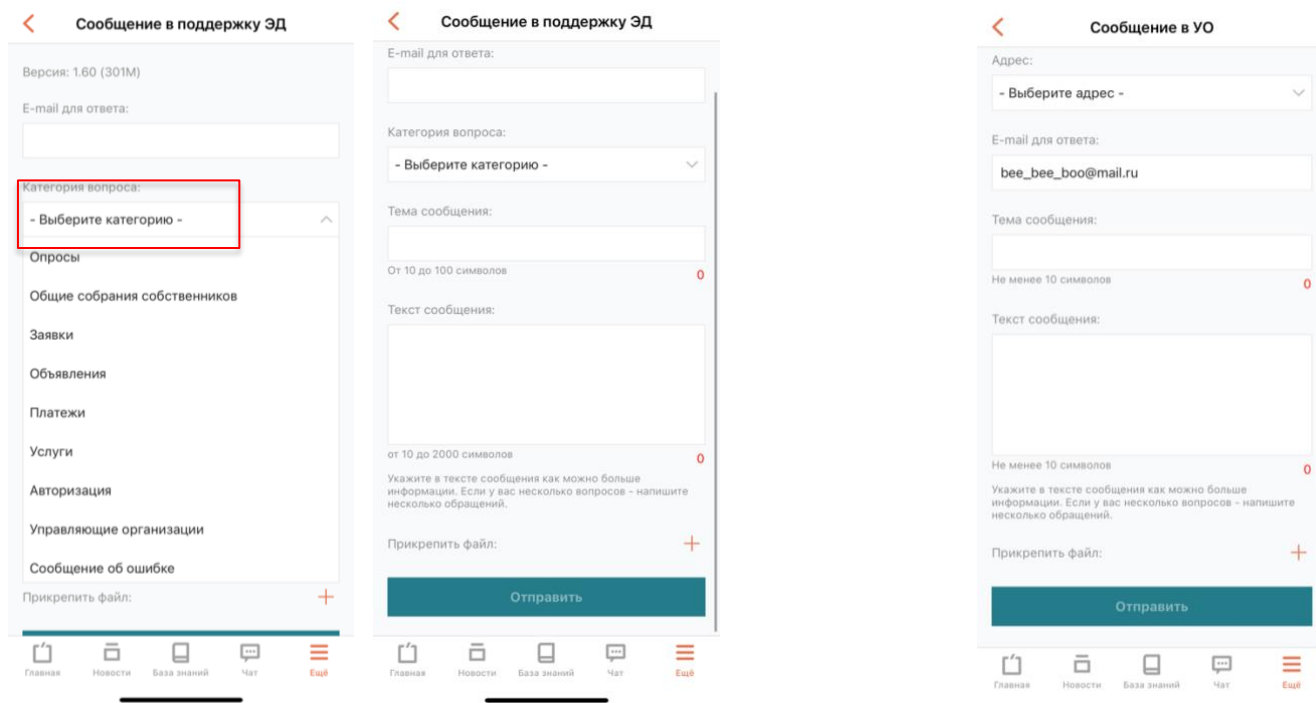 Сообщение в поддержку ЭД
Версия: 1.60 (301M)
E-mail для ответа:
Категория вопроса:
- Выберите категорию -
Опросы
Общие собрания собственников
Заявки
Объявления
Платежи
Услуги
Авторизация
Управляющие организации
Сообщение об ошибке
Прикрепить файл:
Главная
Новости
База знаний
Чат
Ещё
Сообщение в поддержку ЭД
E-mail для ответа:
Категория вопроса:
- Выберите категорию -
Тема сообщения:
От 10 до 100 символов
0
Текст сообщения:
от 10 до 2000 символов
0
Укажите в тексте сообщения как можно больше
информации. Если у вас несколько вопросов - напишите
несколько обращений.
Прикрепить файл:
Отправить
Главная
Новости
База знаний
Чат
Ещё
Сообщение в УО
Адрес:
- Выберите адрес -
E-mail для ответа:
bee_bee_boo@mail.ru
Тема сообщения:
Не менее 10 символов
0
Текст сообщения:
Не менее 10 символов
0
Укажите в тексте сообщения как можно больше
информации. Если у вас несколько вопросов - напишите
несколько обращений.
Прикрепить файл:
Отправить
Главная
Новости
База знаний
Чат
Ещё